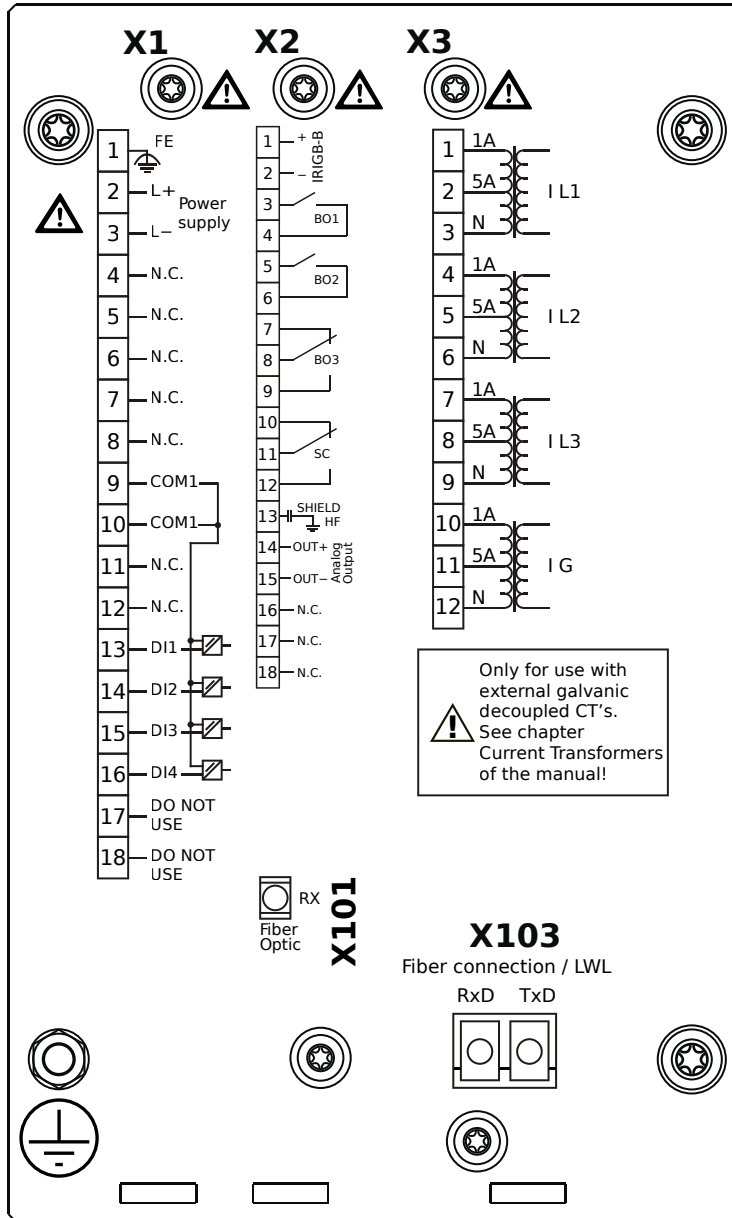 X1
1 FE
2 L+
Power
supply
3 L−
4 N.C.
5 N.C.
6 N.C.
7 N.C.
8 N.C.
9 COM1
10 COM1
11 N.C.
12 N.C.
13 DI1
14 DI2
15 DI3
16 DI4
17 DO NOT
USE
18 DO NOT
USE
X2
1 +
IRIGB-B
2 −
3
BO1
4
5
BO2
6
7
8 BO3
9
10
11 SC
12
13 SHIELD
HF
14 OUT+
Analog
Output
15 OUT−
16 N.C.
17 N.C.
18 N.C.
X3
1 1A
2 5A I L1
3 N
4 1A
5 5A I L2
6 N
7 1A
8 5A I L3
9 N
10 1A
11 5A I G
12 N
Only for use with
external galvanic
decoupled CT's.
See chapter
Current Transformers
of the manual!
RX
Fiber
Optic
X101
X103
Fiber connection / LWL
RxD TxD